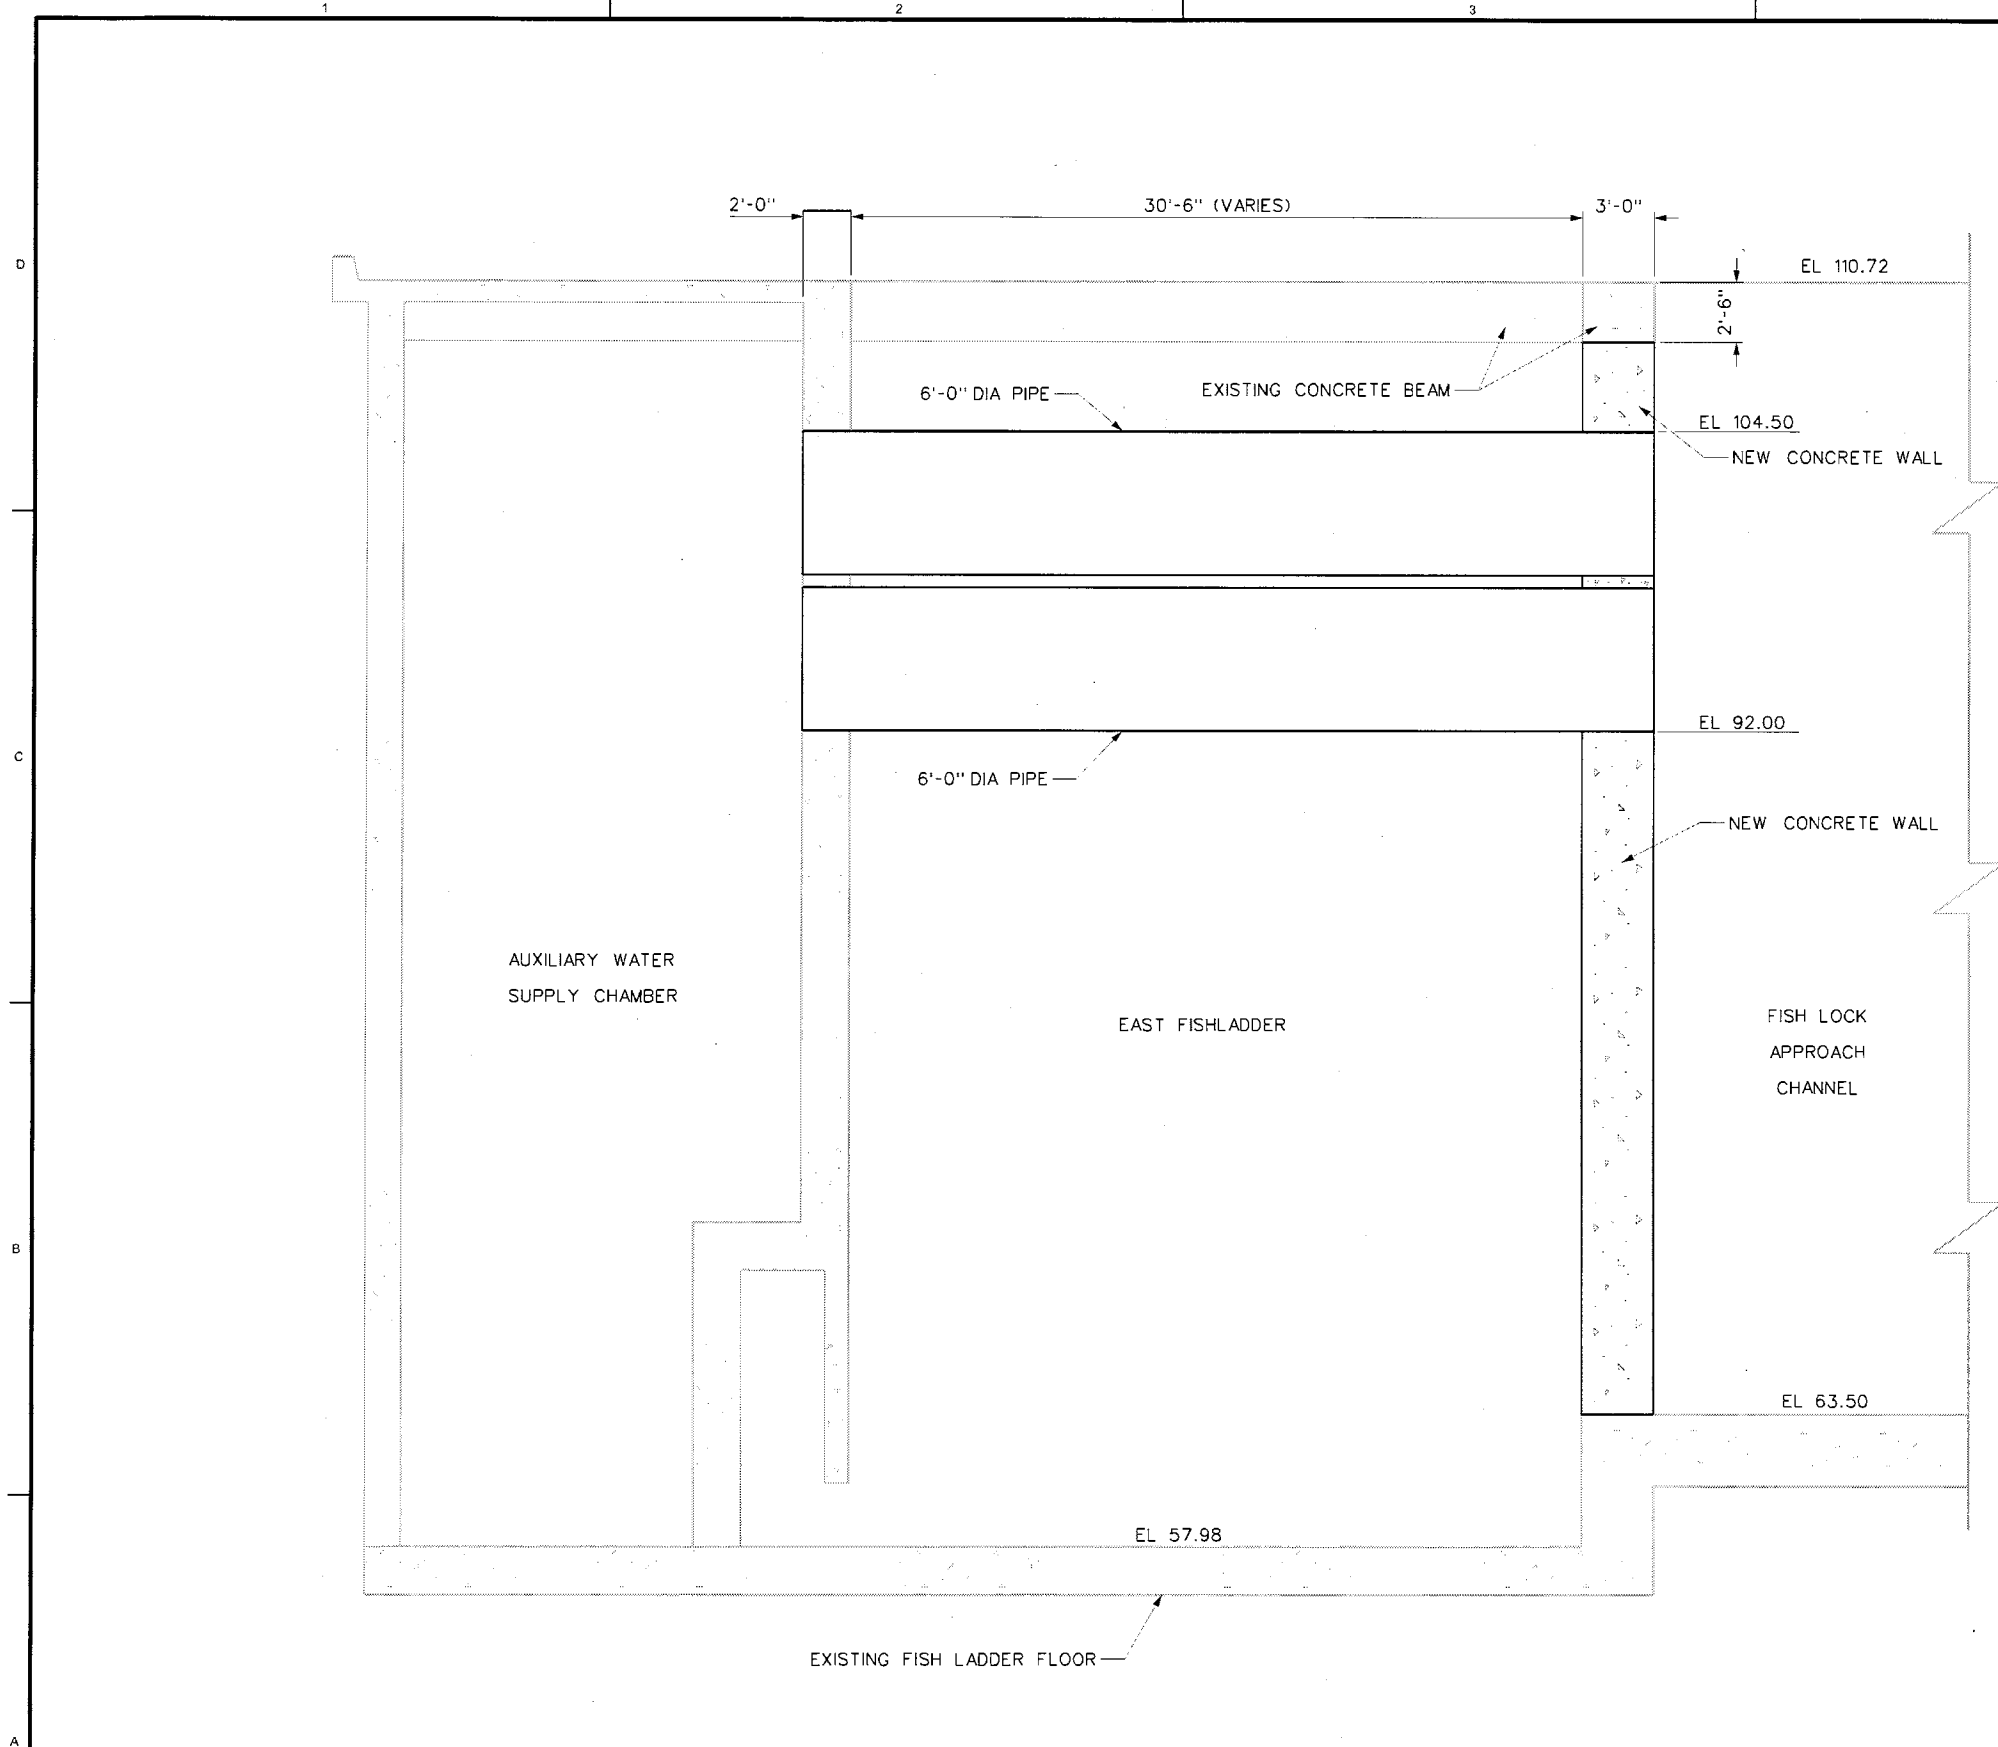 1 2 3
2'-0" 30'-6" (VARIES) 3'-0"
D
EL 110.72
2'-6"
6'-0" DIA PIPE
EXISTING CONCRETE BEAM
EL 104.50
NEW CONCRETE WALL
EL 92.00
C
6'-0" DIA PIPE
NEW CONCRETE WALL
AUXILIARY WATER
SUPPLY CHAMBER
EAST FISHLADDER
FISH LOCK
APPROACH
CHANNEL
B
EL 63.50
EL 57.98
EXISTING FISH LADDER FLOOR
A